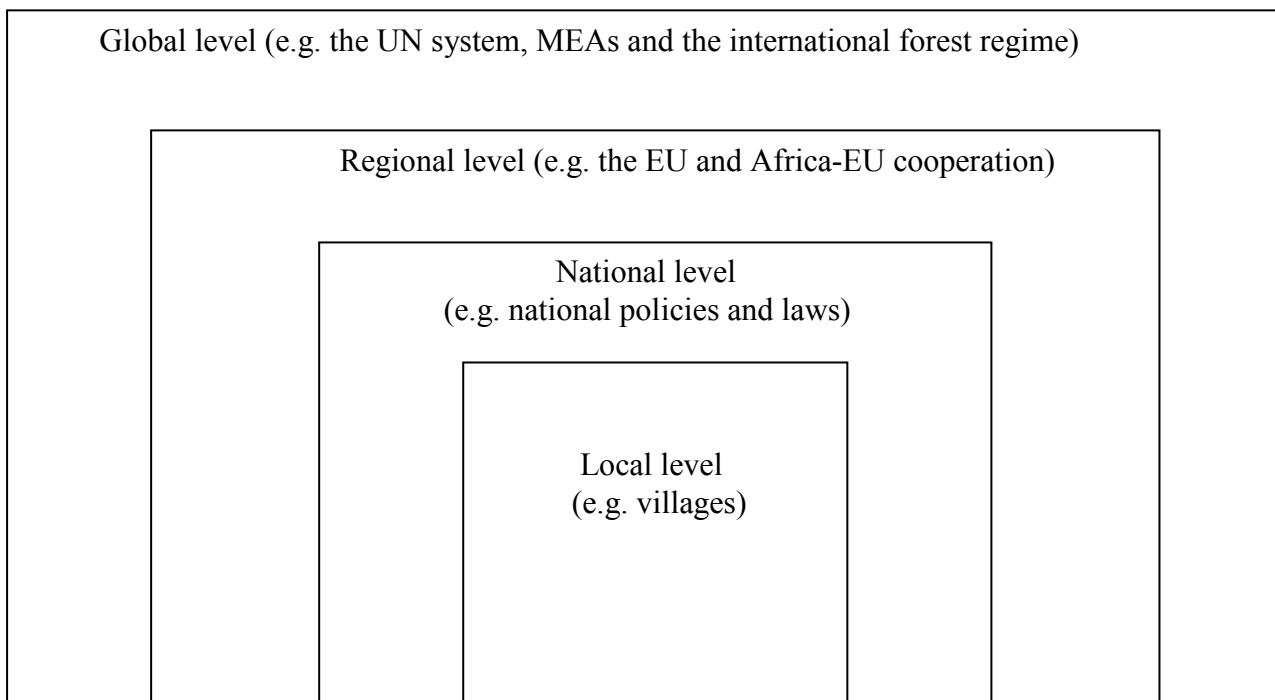 Global level (e.g. the UN system, MEAs and the international forest regime)
Regional level (e.g. the EU and Africa-EU cooperation)
National level
(e.g. national policies and laws)
Local level
(e.g. villages)